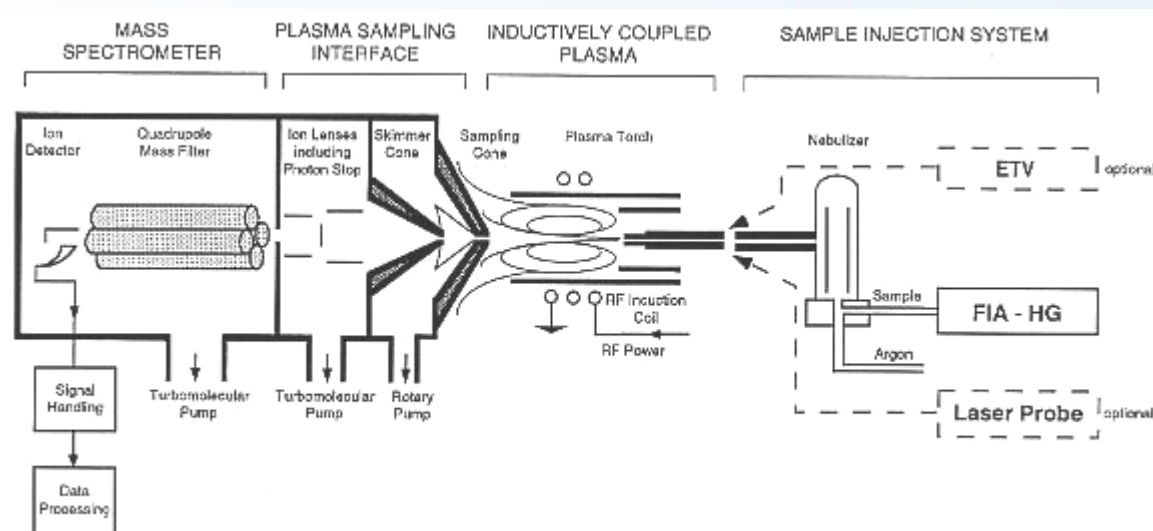 MASS
SPECTROMETER
PLASMA SAMPLING
INTERFACE
INDUCTIVELY COUPLED
PLASMA
SAMPLE INJECTION SYSTEM
Ion
Detector
Quadrupole
Mass Filter
Ion Lenses
including
Photon Stop
Skimmer
Cone
Sampling
Cone
Plasma Torch
Nebulizer
ETV
optional
RF Induction
Coil
RF Power
Sample
FIA - HG
Argon
Laser Probe
optional
Turbomolecular
Pump
Turbomolecular
Pump
Rotary
Pump
Signal
Handling
Data
Processing